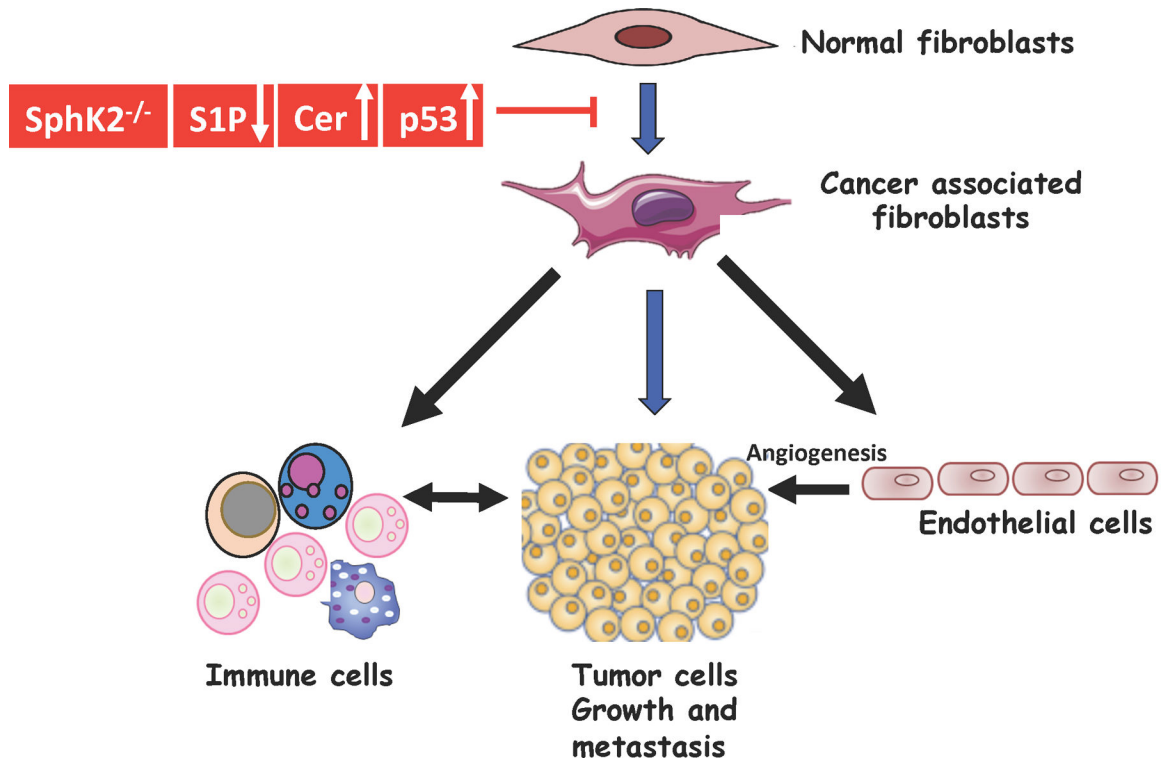 Normal fibroblasts
SphK2⁻/⁻ S1P↓ Cer↑ p53↑
Cancer associated
fibroblasts
Angiogenesis
Endothelial cells
Immune cells
Tumor cells
Growth and
metastasis